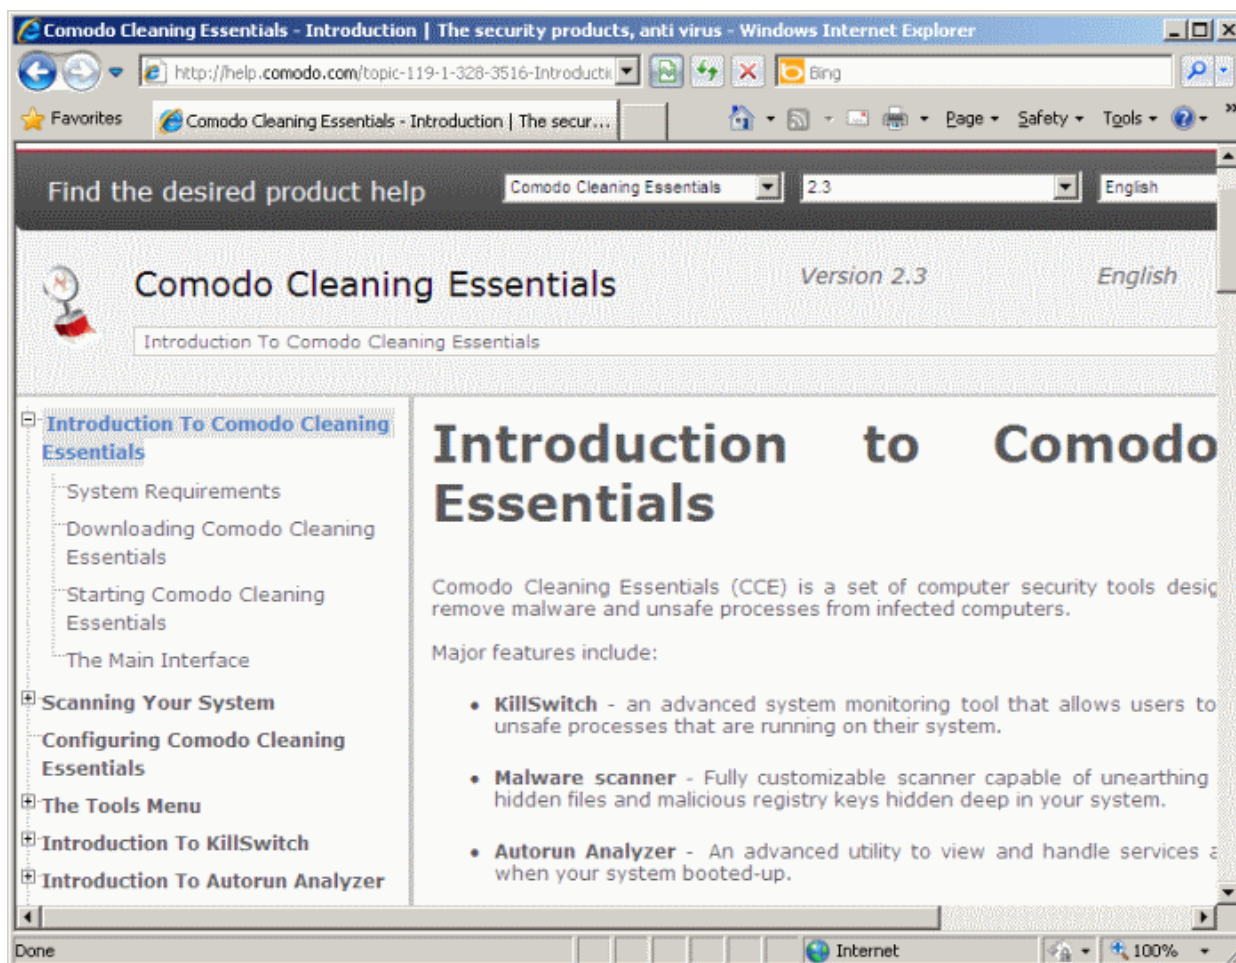 Comodo Cleaning Essentials - Introduction | The security products, anti virus - Windows Internet Explorer
http://help.comodo.com/topic-119-1-328-3516-Introducti
Bing
Favorites
Comodo Cleaning Essentials - Introduction | The secur...
Page
Safety
Tools
Find the desired product help
Comodo Cleaning Essentials
2.3
English
Comodo Cleaning Essentials
Version 2.3
English
Introduction To Comodo Cleaning Essentials
Introduction To Comodo Cleaning
Essentials
System Requirements
Downloading Comodo Cleaning
Essentials
Starting Comodo Cleaning
Essentials
The Main Interface
Scanning Your System
Configuring Comodo Cleaning
Essentials
The Tools Menu
Introduction To KillSwitch
Introduction To Autorun Analyzer
Introduction to Comodo
Essentials
Comodo Cleaning Essentials (CCE) is a set of computer security tools desig
remove malware and unsafe processes from infected computers.
Major features include:
• KillSwitch - an advanced system monitoring tool that allows users to
unsafe processes that are running on their system.
• Malware scanner - Fully customizable scanner capable of unearthing
hidden files and malicious registry keys hidden deep in your system.
• Autorun Analyzer - An advanced utility to view and handle services a
when your system booted-up.
Done
Internet
100%